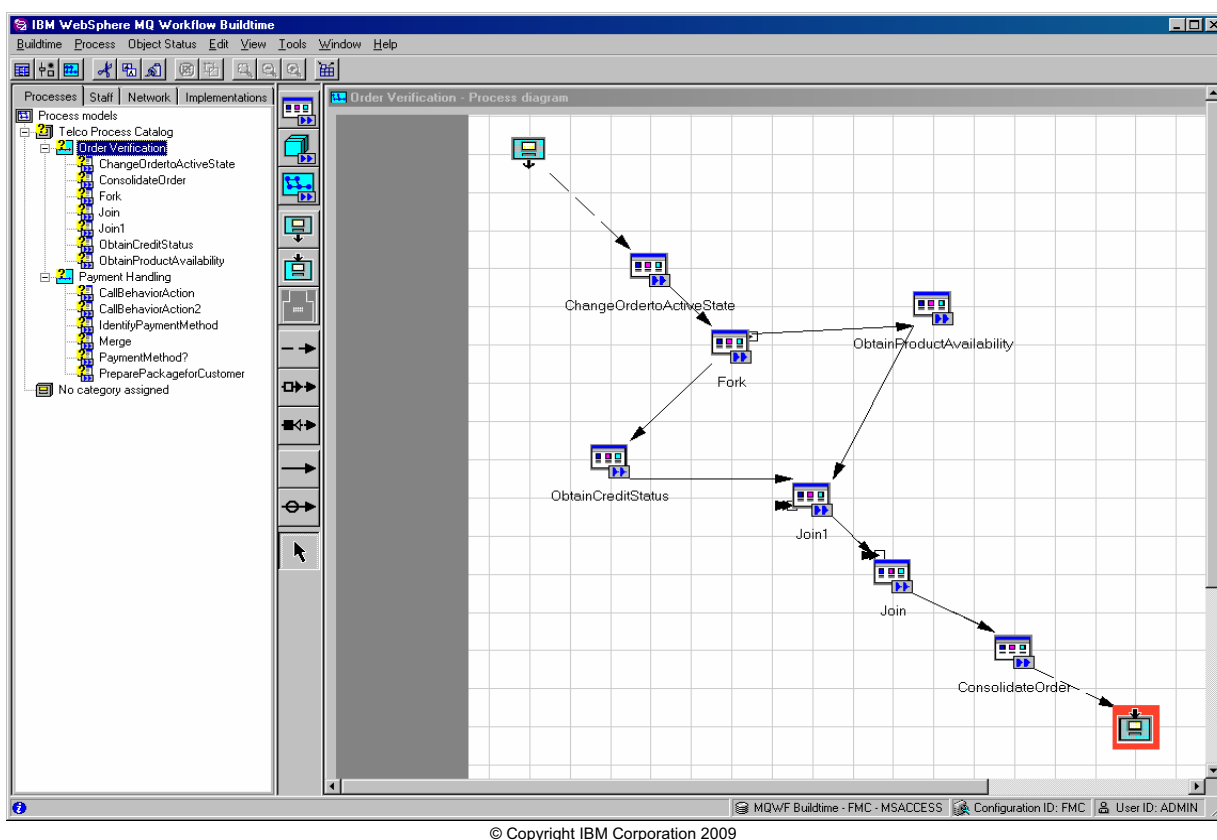 IBM WebSphere MQ Workflow Buildtime
Buildtime Process Object Status Edit View Tools Window Help
Processes Staff Network Implementations
Process models
Telco Process Catalog
Order Verification
ChangeOrdertoActiveState
ConsolidateOrder
Fork
Join
Join1
ObtainCreditStatus
ObtainProductAvailability
Payment Handling
CallBehaviorAction
CallBehaviorAction2
IdentifyPaymentMethod
Merge
PaymentMethod?
PreparePackageforCustomer
No category assigned
Order Verification - Process diagram
ChangeOrdertoActiveState
ObtainProductAvailability
Fork
ObtainCreditStatus
Join1
Join
ConsolidateOrder
MQWF Buildtime - FMC - MSACCESS Configuration ID: FMC User ID: ADMIN
© Copyright IBM Corporation 2009